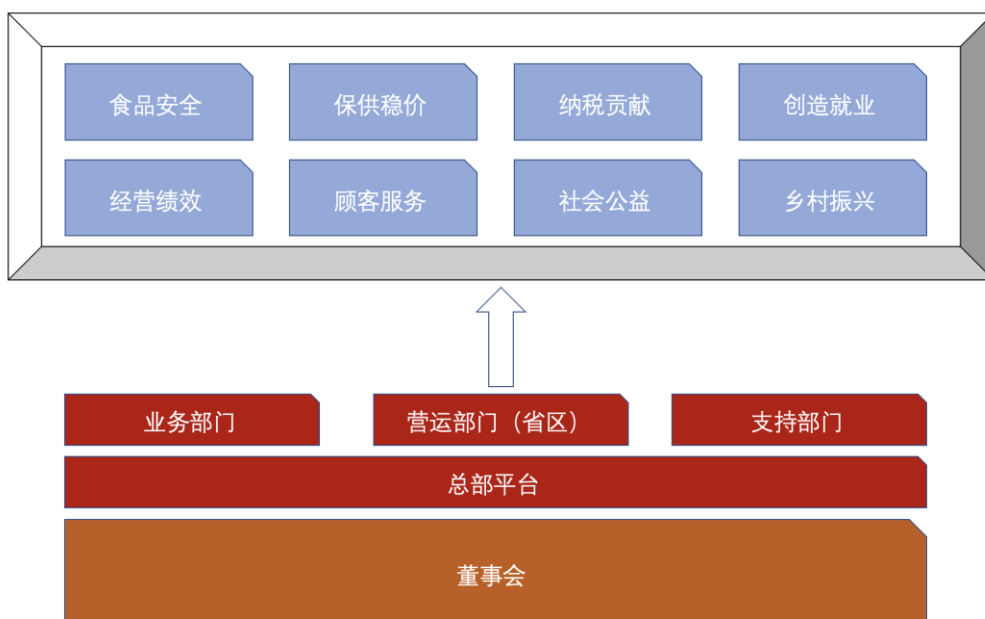 食品安全 保供稳价 纳税贡献 创造就业
经营绩效 顾客服务 社会公益 乡村振兴
业务部门 营运部门（省区） 支持部门
总部平台
董事会